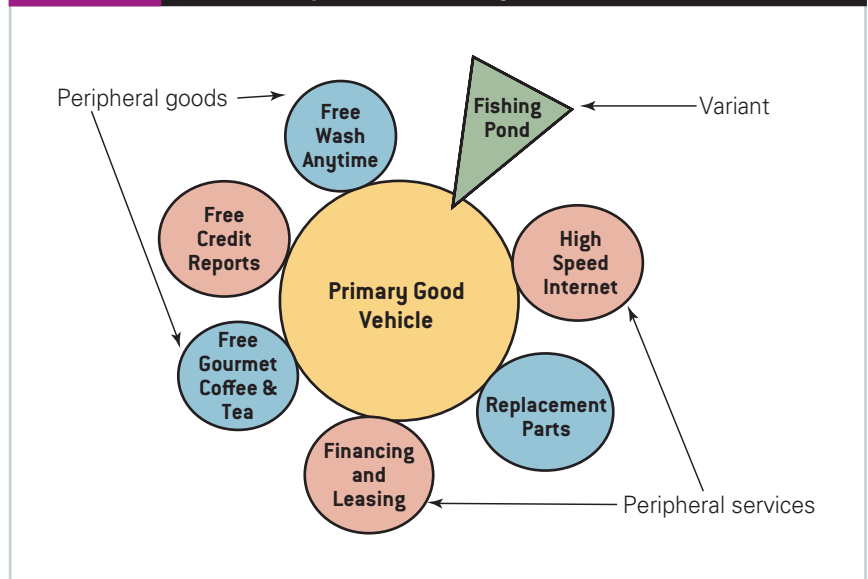 Peripheral goods
Free
Wash
Anytime
Fishing
Pond
Variant
Free
Credit
Reports
High
Speed
Internet
Primary Good
Vehicle
Free
Gourmet
Coffee &
Tea
Replacement
Parts
Financing
and
Leasing
Peripheral services